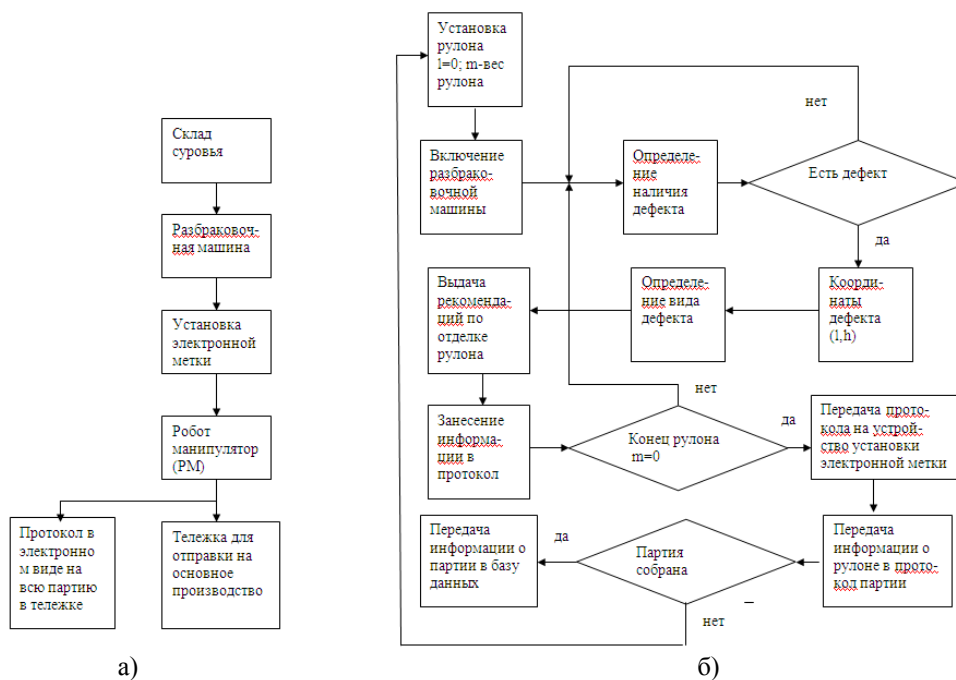 Склад
суровья
Разбраковоч-
ная машина
Установка
электронной
метки
Робот
манипулятор
(РМ)
Протокол в
электронно
м виде на
всю партию
в тележке
Тележка для
отправки на
основное
производство
а)
Установка
рулона
l=0; m-вес
рулона
Включение
разбрако-
вочной
машины
Определе-
ние
наличия
дефекта
нет
Есть дефект
да
Коорди-
наты
дефекта
(l,h)
Определе-
ние вида
дефекта
Выдача
рекоменда-
ций по
отделке
рулона
Занесение
информа-
ции в
протокол
нет
Конец рулона
m=0
да
Передача прото-
кола на устрой-
ство установки
электронной метки
Передача
информации о
рулоне в прото-
кол партии
Партия
собрана
да
Передача
информации о
партии в базу
данных
нет
б)